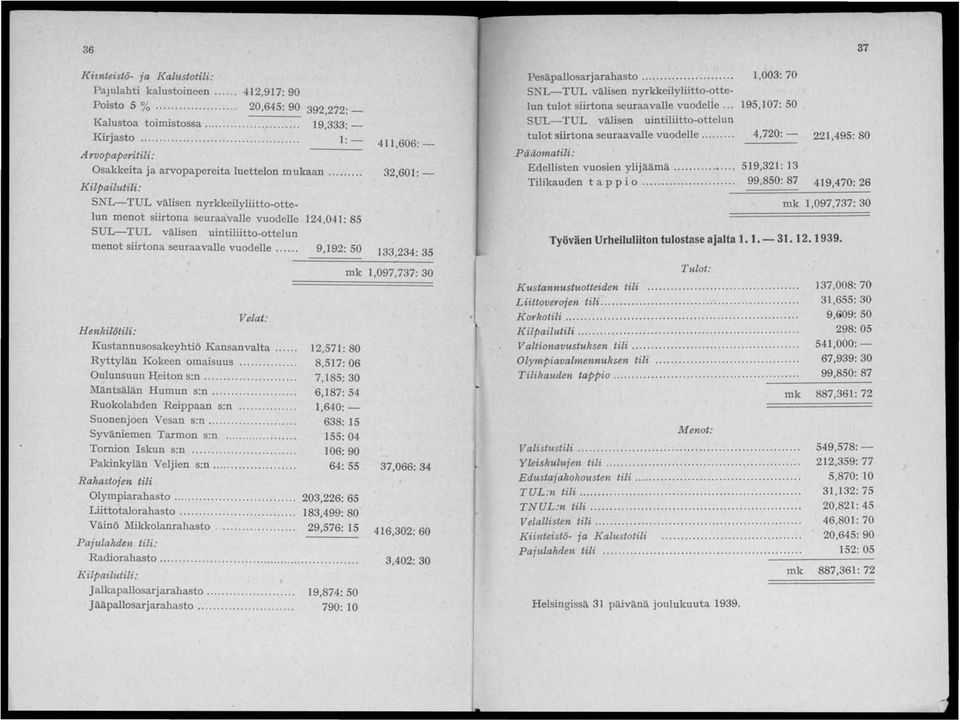 36
Kiinteistö- ja Kalustotili:
Pajulahti kalustoineen ...... 412,917: 90
Poisto 5 % ..................... 20,645: 90 392,272: —
Kalustoa toimistossa .......................... 19,333: —
Kirjasto .......................................... 1: — 411,606: —
Arvopaperitili:
Osakkeita ja arvopapereita luettelon mukaan ......... 32,601: —
Kilpailutili:
SNL—TUL välisen nyrkkeilyliitto-otte-
lun menot siirtona seuraavalle vuodelle 124,041: 85
SUL—TUL välisen uintiliitto-ottelun
menot siirtona seuraavalle vuodelle ...... 9,192: 50 133,234: 35
mk 1,097,737: 30
Velat:
Henkilötili:
Kustannusosakeyhtiö Kansanvalta ...... 12,571: 80
Ryttylän Kokeen omaisuus ............... 8,517: 06
Oulunsuun Heiton s:n ........................ 7,185: 30
Mäntsälän Humun s:n ...................... 6,187: 54
Ruokolahden Reippaan s:n ............... 1,640: —
Suonenjoen Vesan s:n ....................... 638: 15
Syväniemen Tarmon s:n ................... 155: 04
Tornion Iskun s:n ........................... 106: 90
Pakinkylän Veljien s:n ...................... 64: 55 37,066: 34
Rahastojen tili
Olympiarahasto ................................ 203,226: 65
Liittotalorahasto .............................. 183,499: 80
Väinö Mikkolanrahasto ..................... 29,576: 15 416,302: 60
Pajulahden tili:
Radiorahasto .................................................... 3,402: 30
Kilpailutili:
Jalkapallosarjarahasto ....................... 19,874: 50
Jääpallosarjarahasto ......................... 790: 10
37
Pesäpallosarjarahasto ........................ 1,003: 70
SNL—TUL välisen nyrkkeilyliitto-otte-
lun tulot siirtona seuraavalle vuodelle ... 195,107: 50
SUL—TUL välisen uintiliitto-ottelun
tulot siirtona seuraavalle vuodelle ......... 4,720: — 221,495: 80
Pääomatili:
Edellisten vuosien ylijäämä ................ 519,321: 13
Tilikauden tappio ........................ 99,850: 87 419,470: 26
mk 1,097,737: 30
Työväen Urheiluliiton tulostase ajalta 1. 1. — 31. 12. 1939.
Tulot:
Kustannustuotteiden tili ........................................ 137,008: 70
Liittoverojen tili .................................................... 31,655: 30
Korkotili ............................................................. 9,609: 50
Kilpailutili .......................................................... 298: 05
Valtionavustuksen tili ............................................ 541,000: —
Olympiavalmennuksen tili ...................................... 67,939: 30
Tilikauden tappio ................................................. 99,850: 87
mk 887,361: 72
Menot:
Valistustili .......................................................... 549,578: —
Yleiskulujen tili ................................................... 212,359: 77
Edustajakokousten tili ........................................... 5,870: 10
TUL:n tili .......................................................... 31,132: 75
TNUL:n tili ....................................................... 20,821: 45
Velallisten tili ...................................................... 46,801: 70
Kiinteistö- ja Kalustotili .................................... 20,645: 90
Pajulahden tili .................................................... 152: 05
mk 887,361: 72
Helsingissä 31 päivänä joulukuuta 1939.